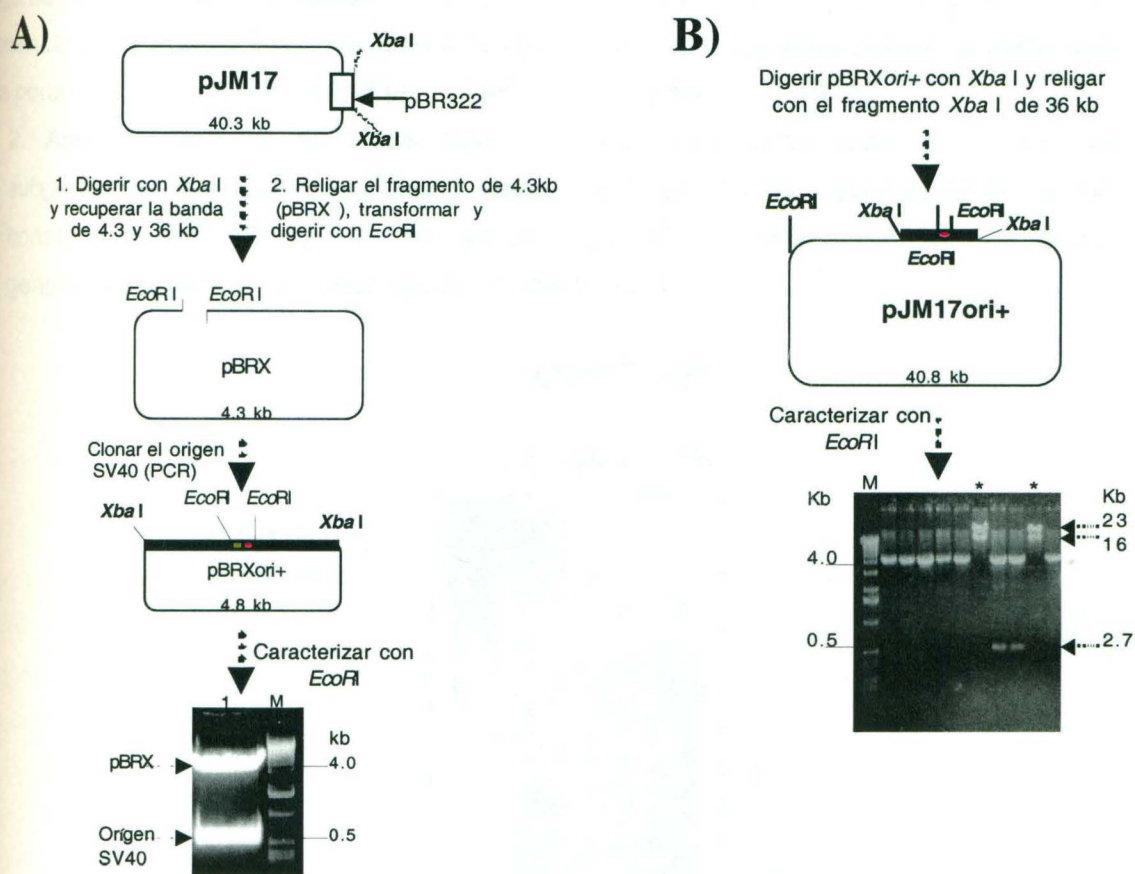 A)
Xba I
pJM17
pBR322
40.3 kb
Xba I
1. Digerir con Xba I
y recuperar la banda
de 4.3 y 36 kb
2. Religar el fragmento de 4.3kb
(pBRX ), transformar y
digerir con EcoRI
EcoR I
EcoR I
pBRX
4.3 kb
Clonar el origen
SV40 (PCR)
EcoRI
EcoRI
Xba I
Xba I
pBRXori+
4.8 kb
Caracterizar con
EcoRI
1
M
kb
pBRX
4.0
Orígen
SV40
0.5
B)
Digerir pBRXori+ con Xba I y religar
con el fragmento Xba I de 36 kb
EcoRI
Xba I
EcoRI
Xba I
EcoRI
pJM17ori+
40.8 kb
Caracterizar con
EcoRI
Kb
M
*
*
Kb
23
16
4.0
0.5
2.7